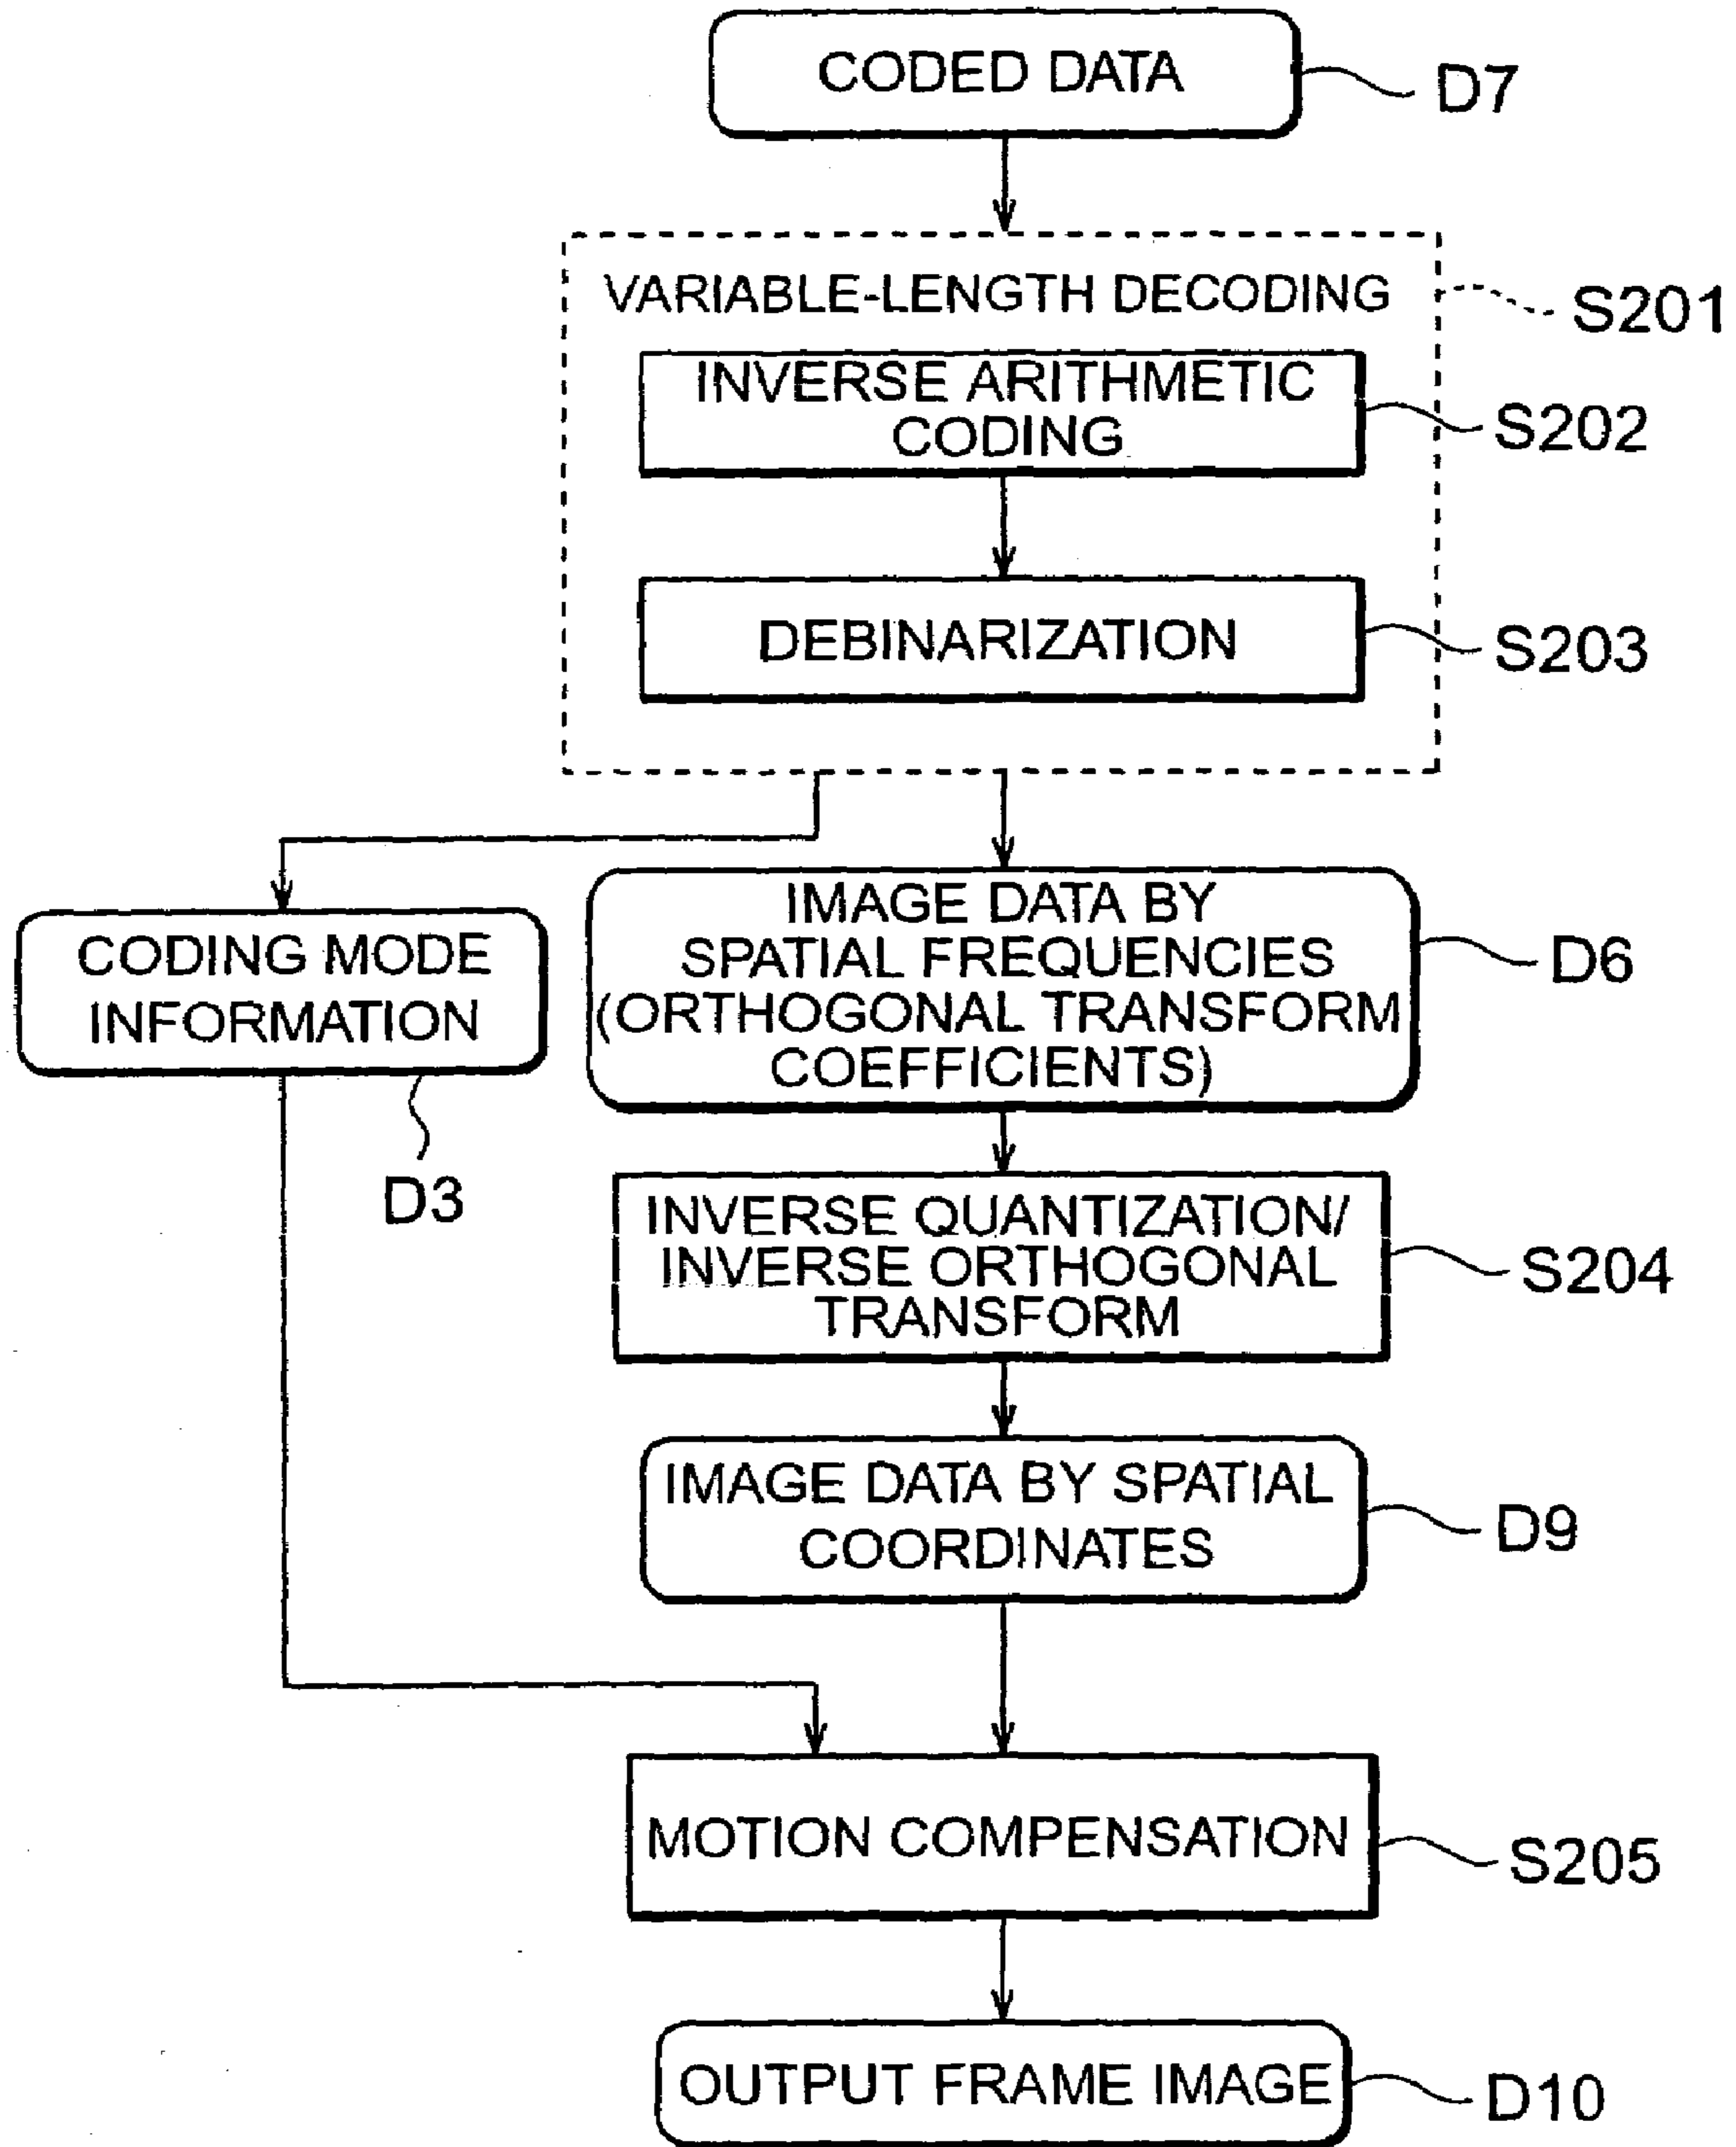 CODED DATA
D7
VARIABLE-LENGTH DECODING
S201
INVERSE ARITHMETIC
CODING
S202
DEBINARIZATION
S203
CODING MODE
INFORMATION
D3
IMAGE DATA BY
SPATIAL FREQUENCIES
(ORTHOGONAL TRANSFORM
COEFFICIENTS)
D6
INVERSE QUANTIZATION/
INVERSE ORTHOGONAL
TRANSFORM
S204
IMAGE DATA BY SPATIAL
COORDINATES
D9
MOTION COMPENSATION
S205
OUTPUT FRAME IMAGE
D10